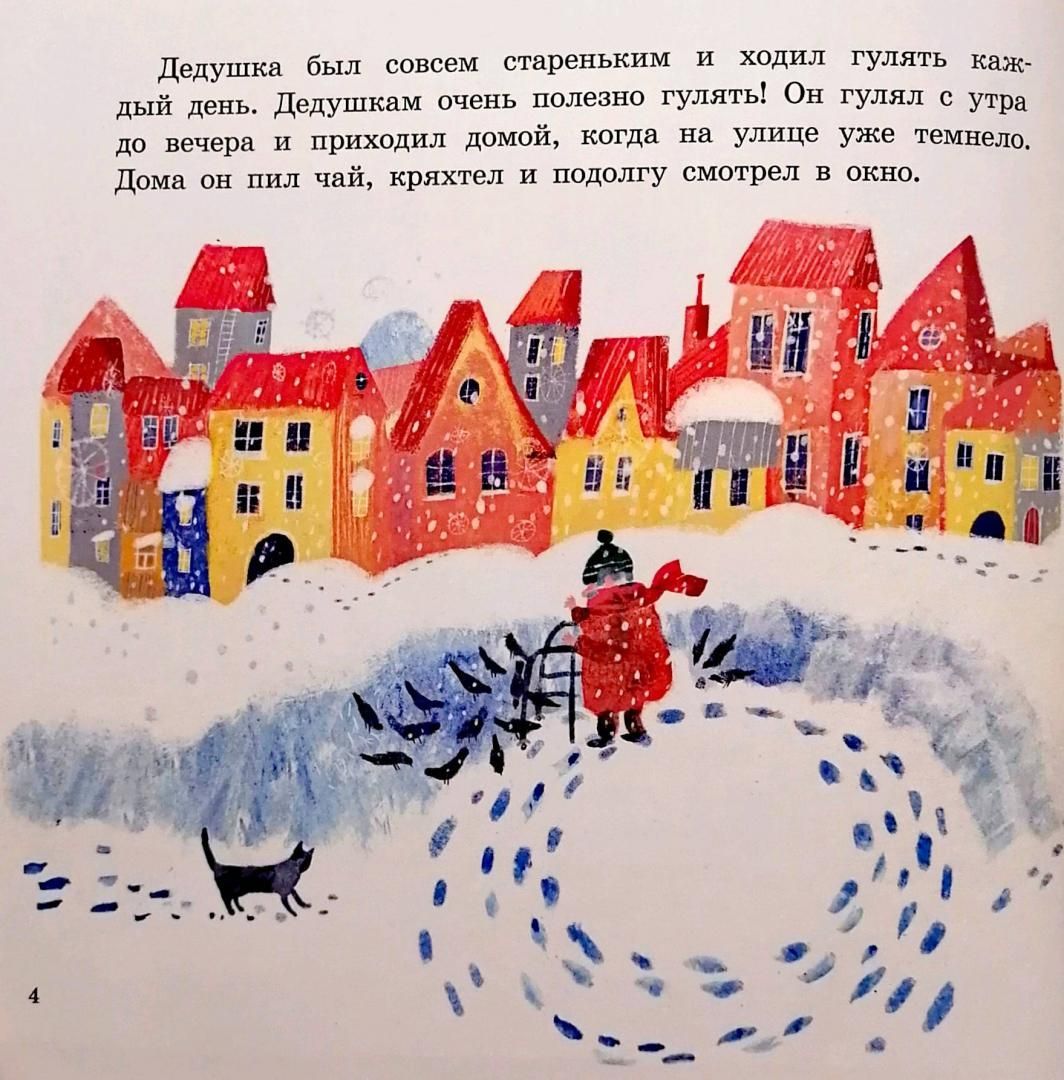 Дедушка был совсем стареньким и ходил гулять каж-
дый день. Дедушкам очень полезно гулять! Он гулял с утра
до вечера и приходил домой, когда на улице уже темнело.
Дома он пил чай, кряхтел и подолгу смотрел в окно.
4